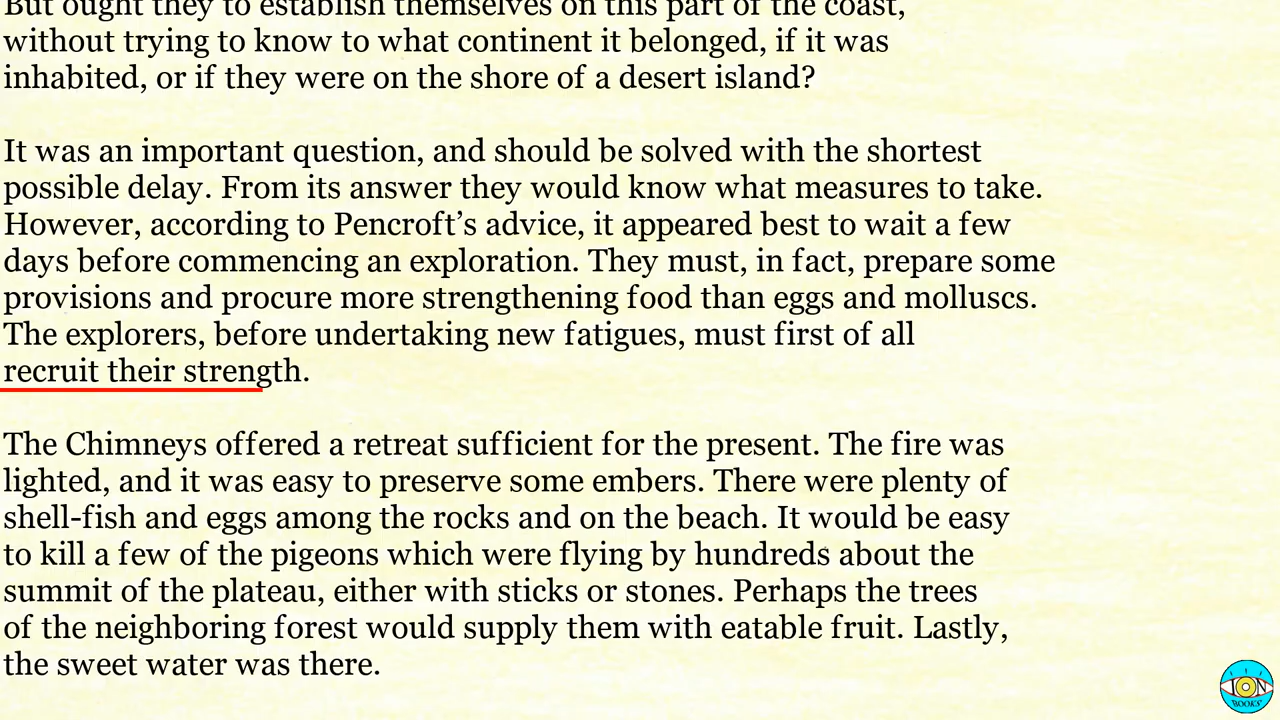 But ought they to establish themselves on this part of the coast,
without trying to know to what continent it belonged, if it was
inhabited, or if they were on the shore of a desert island?
It was an important question, and should be solved with the shortest
possible delay. From its answer they would know what measures to take.
However, according to Pencroft’s advice, it appeared best to wait a few
days before commencing an exploration. They must, in fact, prepare some
provisions and procure more strengthening food than eggs and molluscs.
The explorers, before undertaking new fatigues, must first of all
recruit their strength.
The Chimneys offered a retreat sufficient for the present. The fire was
lighted, and it was easy to preserve some embers. There were plenty of
shell-fish and eggs among the rocks and on the beach. It would be easy
to kill a few of the pigeons which were flying by hundreds about the
summit of the plateau, either with sticks or stones. Perhaps the trees
of the neighboring forest would supply them with eatable fruit. Lastly,
the sweet water was there.
ION
BOOKS